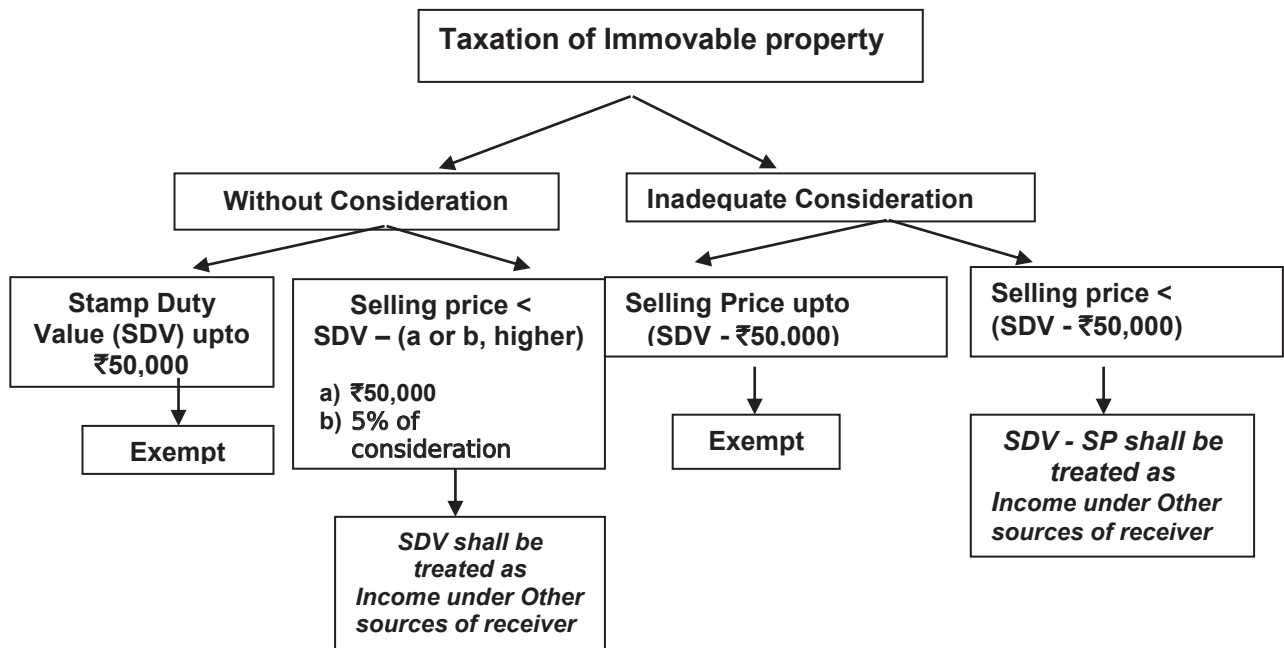 Taxation of Immovable property
Without Consideration
Inadequate Consideration
Stamp Duty
Value (SDV) upto
₹50,000
Selling price <
SDV – (a or b, higher)
a) ₹50,000
b) 5% of
consideration
Selling Price upto
(SDV - ₹50,000)
Selling price <
(SDV - ₹50,000)
Exempt
SDV shall be
treated as
Income under Other
sources of receiver
Exempt
SDV - SP shall be
treated as
Income under Other
sources of receiver